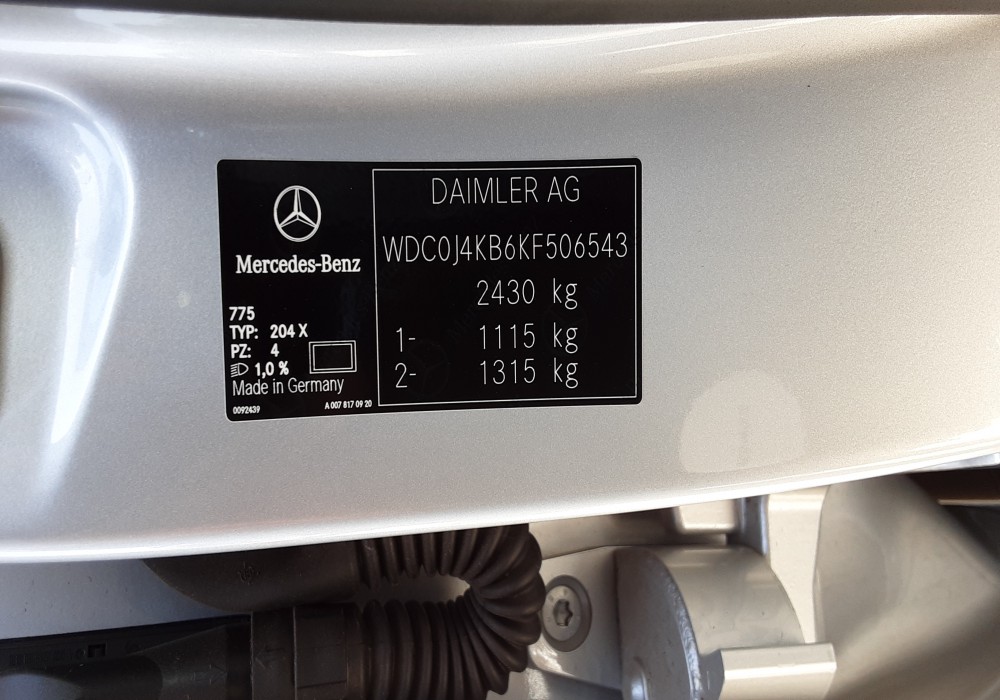 Mercedes-Benz
775
TYP: 204 X
PZ: 4
1,0 %
Made in Germany
0092439 A 007 817 09 20
DAIMLER AG
WDC0J4KB6KF506543
2430 kg
1- 1115 kg
2- 1315 kg